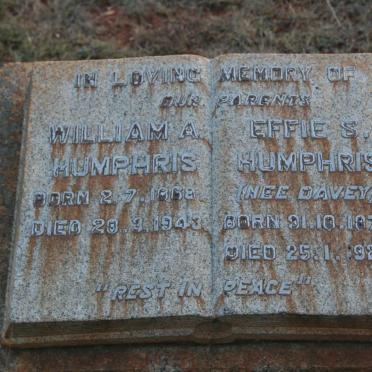 IN LOVING MEMORY OF
OUR PARENTS
WILLIAM A.
HUMPHRIS
BORN 2.7.1868.
DIED 28.9.1943.
EFFIE S.
HUMPHRIS
(NEE DAVEY)
BORN 31.10.
DIED 25.1.
"REST IN PEACE"